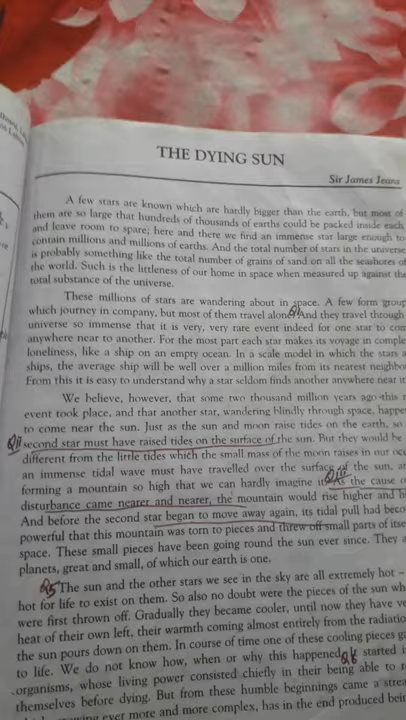 THE DYING SUN
Sir James Jeans
A few stars are known which are hardly bigger than the earth, but most of
them are so large that hundreds of thousands of earths could be packed inside each
and leave room to spare; here and there we find an immense star large enough to
contain millions and millions of earths. And the total number of stars in the universe
is probably something like the total number of grains of sand on all the seashores of
the world. Such is the littleness of our home in space when measured up against the
total substance of the universe.
These millions of stars are wandering about in space. A few form group
which journey in company, but most of them travel alone. And they travel through
universe so immense that it is very, very rare event indeed for one star to com
anywhere near to another. For the most part each star makes its voyage in comple
loneliness, like a ship on an empty ocean. In a scale model in which the stars a
ships, the average ship will be well over a million miles from its nearest neighbo
From this it is easy to understand why a star seldom finds another anywhere near it
We believe, however, that some two thousand million years ago this
event took place, and that another star, wandering blindly through space, happe
to come near the sun. Just as the sun and moon raise tides on the earth, so
QII second star must have raised tides on the surface of the sun. But they would be
different from the little tides which the small mass of the moon raises in our oce
an immense tidal wave must have travelled over the surface of the sun, at
QIII
forming a mountain so high that we can hardly imagine it. As the cause o
disturbance came nearer and nearer, the mountain would rise higher and h
And before the second star began to move away again, its tidal pull had beco
powerful that this mountain was torn to pieces and threw off small parts of itse
space. These small pieces have been going round the sun ever since. They a
planets, great and small, of which our earth is one.
Q5 The sun and the other stars we see in the sky are all extremely hot –
hot for life to exist on them. So also no doubt were the pieces of the sun wh
were first thrown off. Gradually they became cooler, until now they have ve
heat of their own left, their warmth coming almost entirely from the radiatio
the sun pours down on them. In course of time one of these cooling pieces ga
to life. We do not know how, when or why this happened. Q6 started i
organisms, whose living power consisted chiefly in their being able to r
themselves before dying. But from these humble beginnings came a strea
ever more and more complex, has in the end produced bein